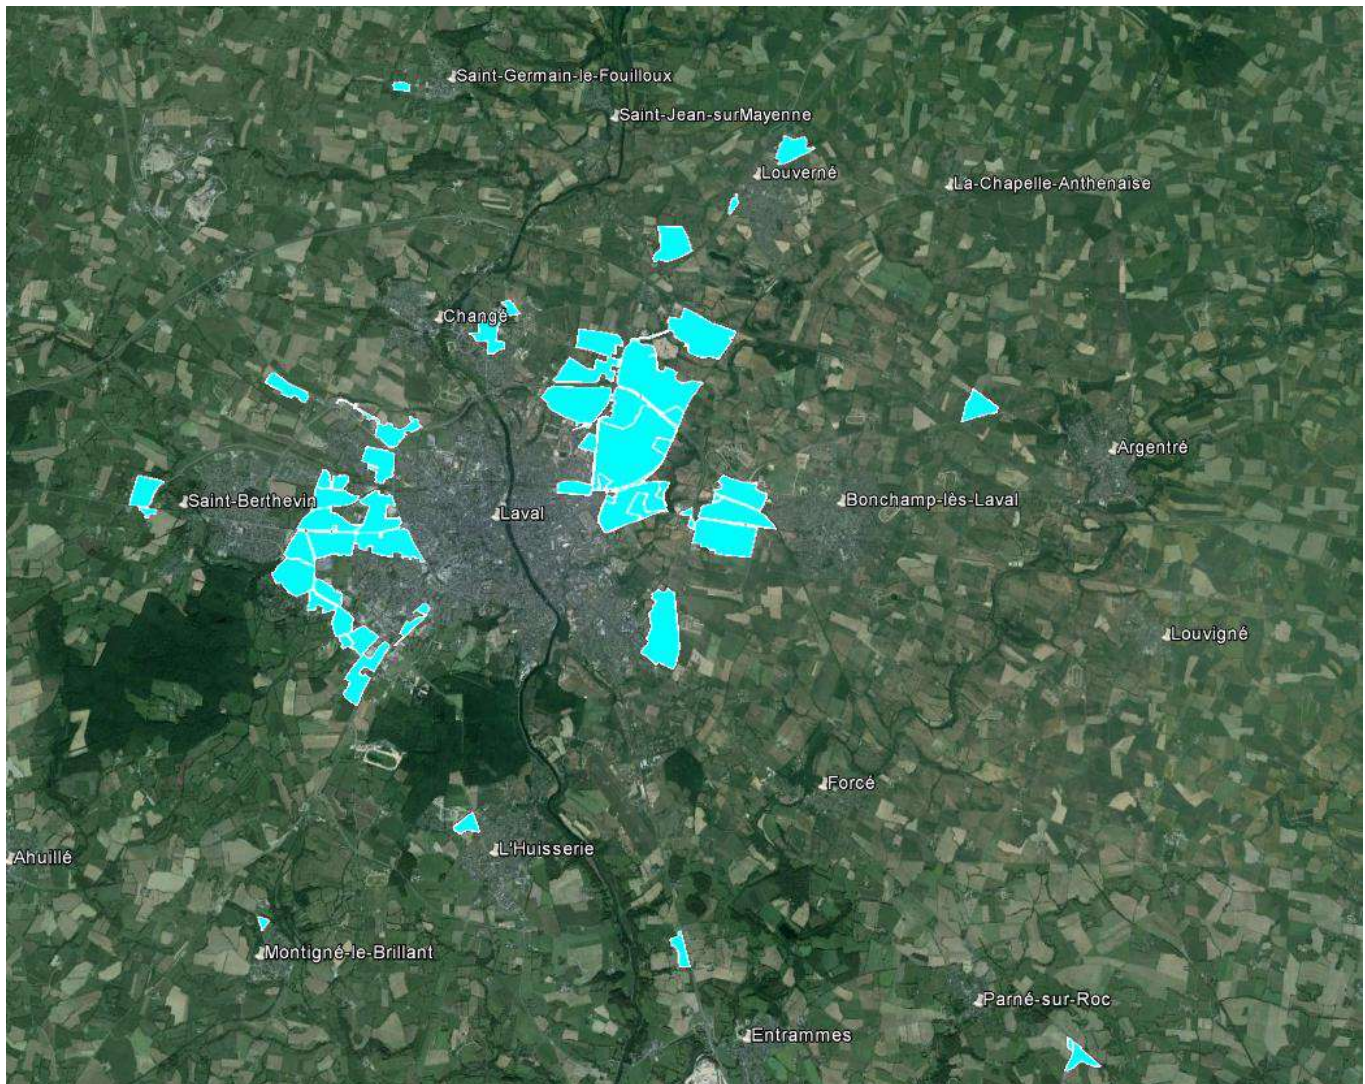 Saint-Germain-le-Fouilloux
Saint-Jean-surMayenne
Louverné
La-Chapelle-Anthenaise
Changé
Argentré
Saint-Berthevin
Laval
Bonchamp-lès-Laval
Louvigné
Forcé
L'Huisserie
Ahuillé
Montigné-le-Brillant
Parné-sur-Roc
Entrammes